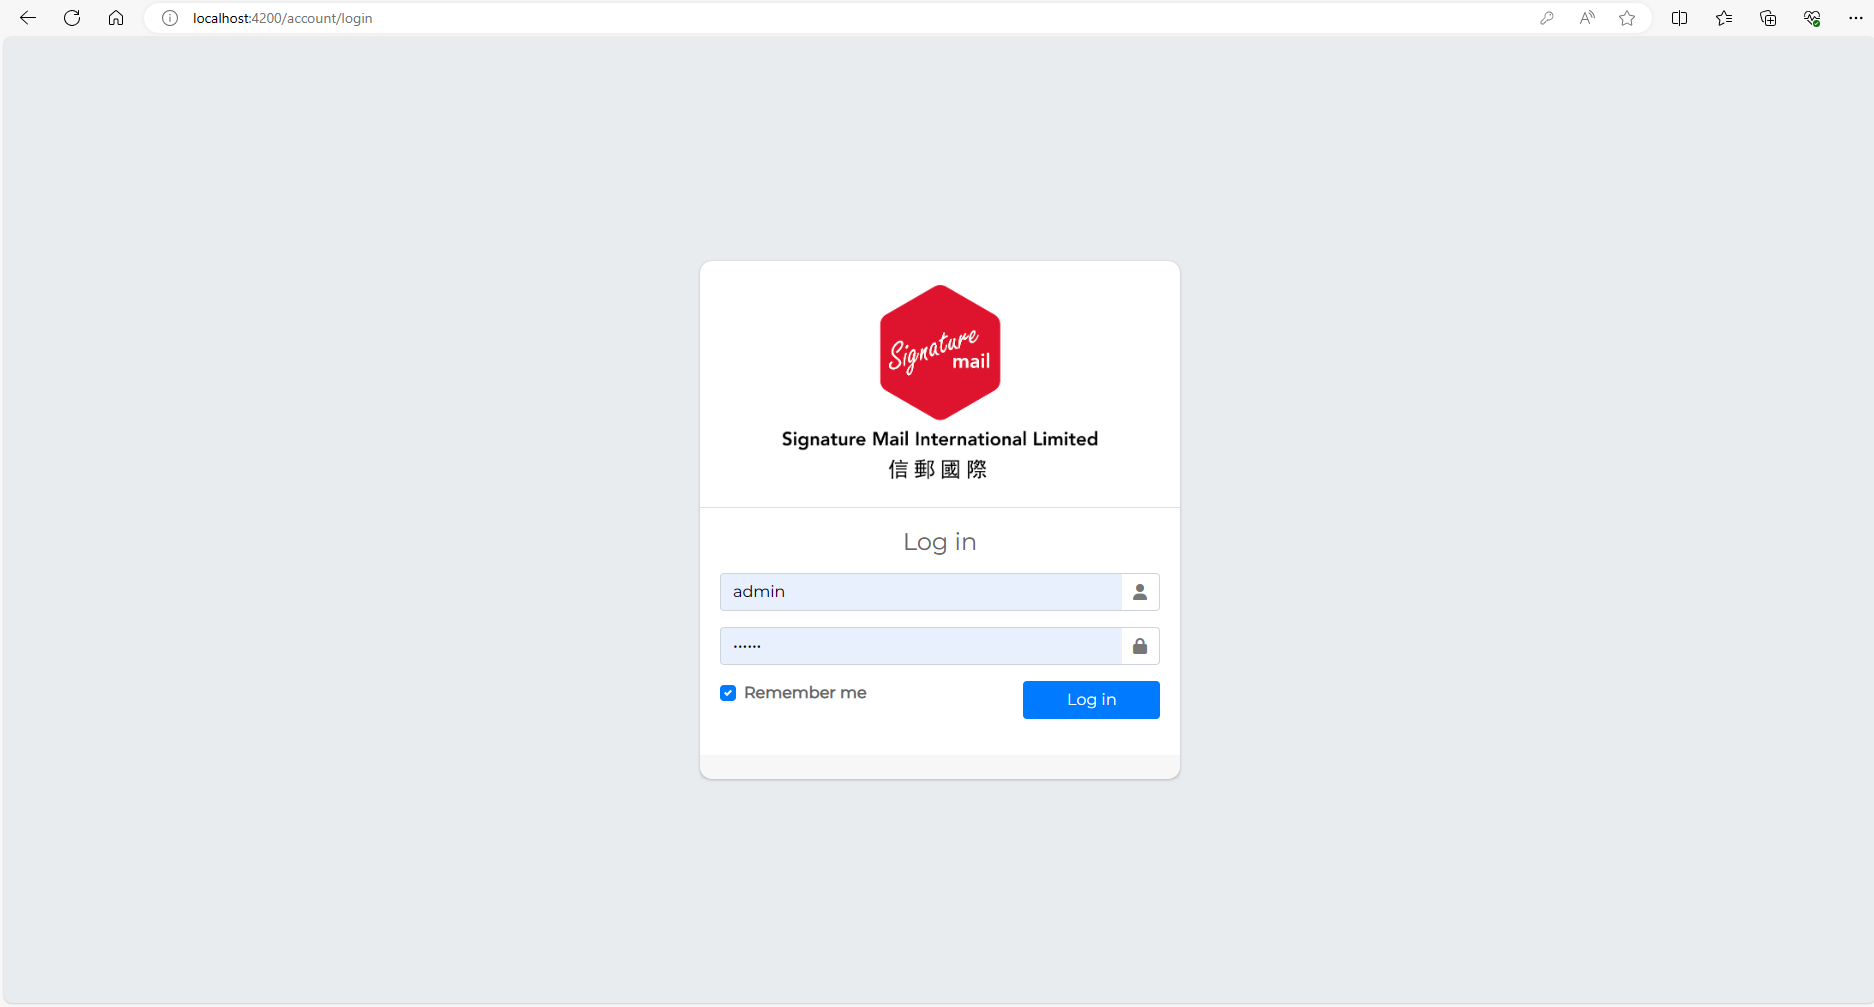 localhost:4200/account/login
Signature
mail
Signature Mail International Limited
信郵國際
Log in
admin
••••••
Remember me
Log in